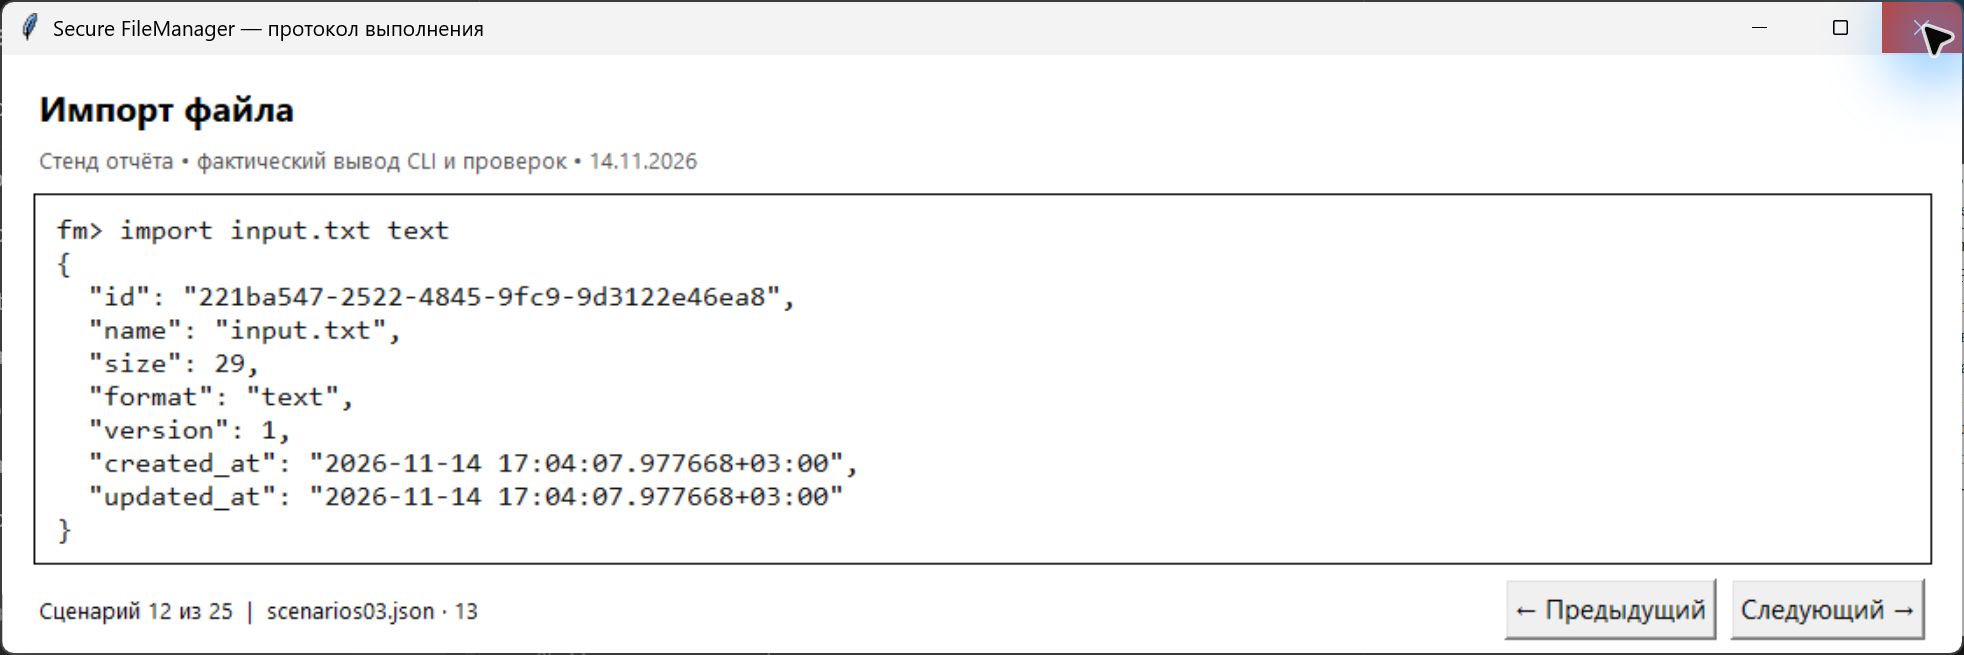 Secure FileManager — протокол выполнения
Импорт файла
Стенд отчёта • фактический вывод CLI и проверок • 14.11.2026
fm> import input.txt text
{
  "id": "221ba547-2522-4845-9fc9-9d3122e46ea8",
  "name": "input.txt",
  "size": 29,
  "format": "text",
  "version": 1,
  "created_at": "2026-11-14 17:04:07.977668+03:00",
  "updated_at": "2026-11-14 17:04:07.977668+03:00"
}
Сценарий 12 из 25 | scenarios03.json · 13
← Предыдущий
Следующий →